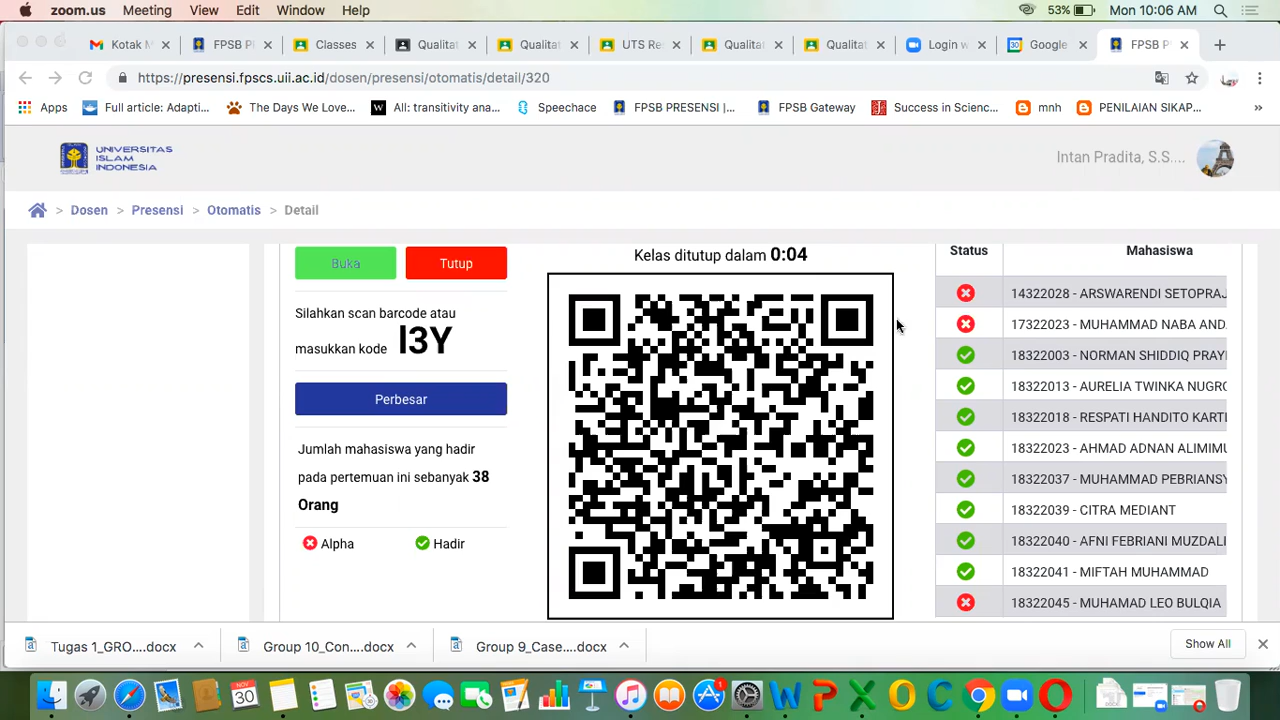 zoom.us Meeting View Edit Window Help 53% Mon 10:06 AM
Kotak M FPSB P Classes Qualitat Qualita UTS Re Qualitat Qualitat Login w Google FPSB P
https://presensi.fpscs.uii.ac.id/dosen/presensi/otomatis/detail/320
Apps Full article: Adapti... The Days We Love... All: transitivity ana... Speechace FPSB PRESENSI |... FPSB Gateway Success in Scienc... mnh PENILAIAN SIKAP... »
UNIVERSITAS
ISLAM
INDONESIA
Intan Pradita, S.S....
> Dosen > Presensi > Otomatis > Detail
Buka Tutup
Silahkan scan barcode atau
masukkan kode I3Y
Perbesar
Jumlah mahasiswa yang hadir
pada pertemuan ini sebanyak 38
Orang
Alpha Hadir
Kelas ditutup dalam 0:04
Status Mahasiswa
14322028 - ARSWARENDI SETOPRAJ
17322023 - MUHAMMAD NABA AND
18322003 - NORMAN SHIDDIQ PRAY
18322013 - AURELIA TWINKA NUGRO
18322018 - RESPATI HANDITO KARTI
18322023 - AHMAD ADNAN ALIMIMU
18322037 - MUHAMMAD PEBRIANSY
18322039 - CITRA MEDIANT
18322040 - AFNI FEBRIANI MUZDALI
18322041 - MIFTAH MUHAMMAD
18322045 - MUHAMAD LEO BULQIA
Tugas 1_GRO....docx Group 10_Con....docx Group 9_Case....docx Show All
NOV
30
1